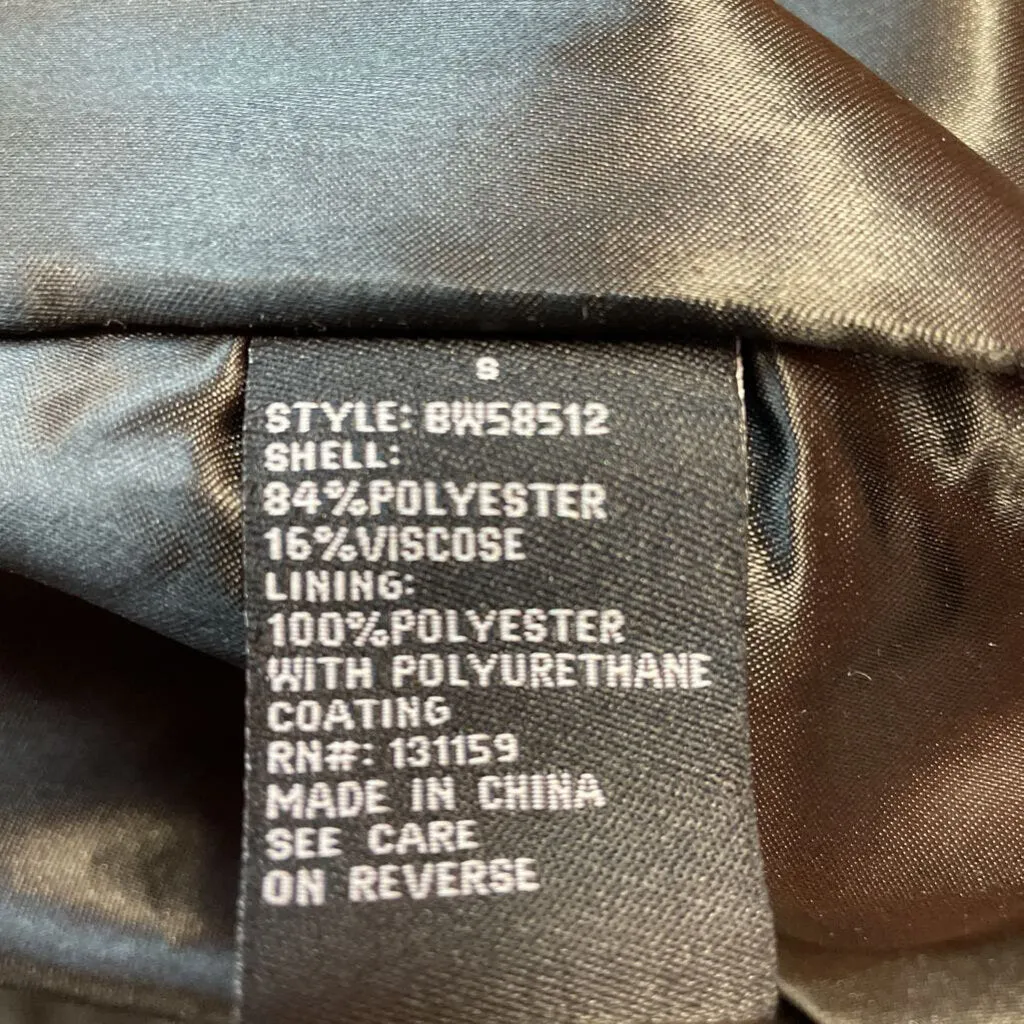 S
STYLE: BW58512
SHELL:
84%POLYESTER
16%VISCOSE
LINING:
100%POLYESTER
WITH POLYURETHANE
COATING
RN#: 131159
MADE IN CHINA
SEE CARE
ON REVERSE